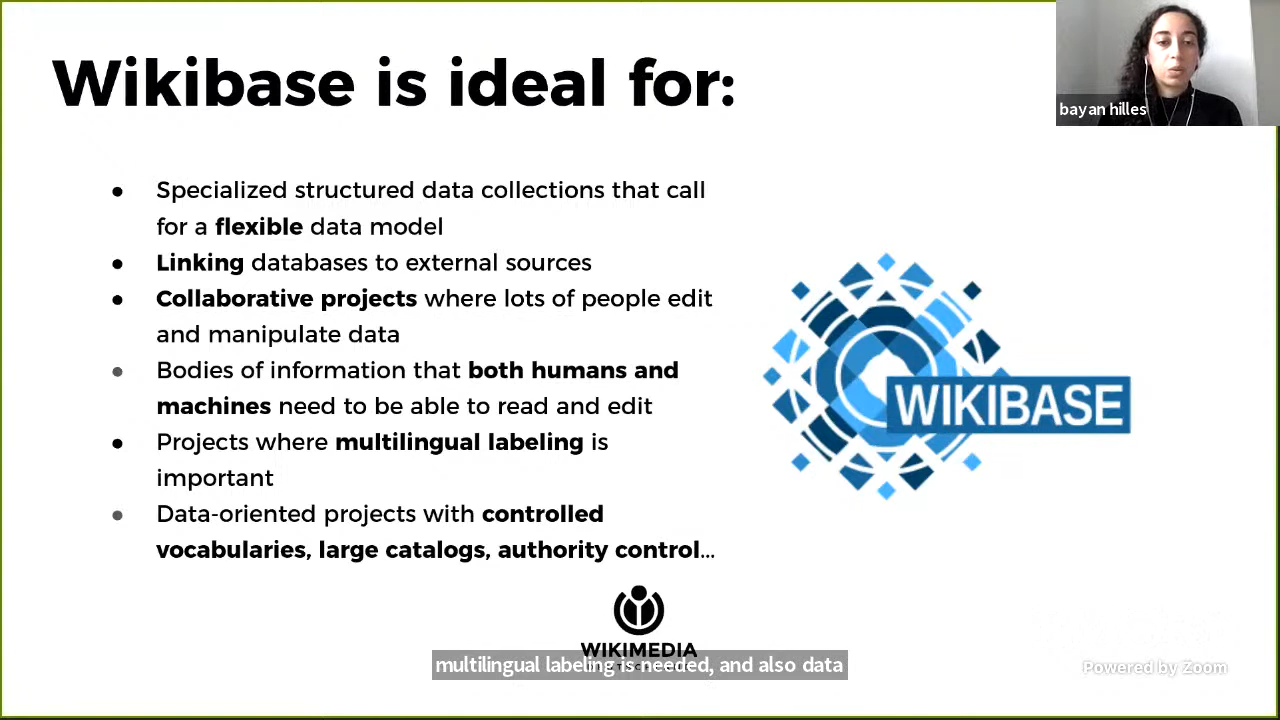 Wikibase is ideal for:
bayan hilles
● Specialized structured data collections that call
for a flexible data model
● Linking databases to external sources
● Collaborative projects where lots of people edit
and manipulate data
● Bodies of information that both humans and
machines need to be able to read and edit
● Projects where multilingual labeling is
important
● Data-oriented projects with controlled
vocabularies, large catalogs, authority control...
WIKIBASE
WIKIMEDIA
multilingual labeling is needed, and also data
Powered by Zoom